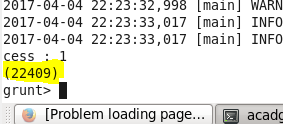 2017-04-04 22:23:32,998 [main] WARN
2017-04-04 22:23:33,017 [main] INFO
2017-04-04 22:23:33,017 [main] INFO
cess : 1
(22409)
grunt>
[Problem loading page... acadg